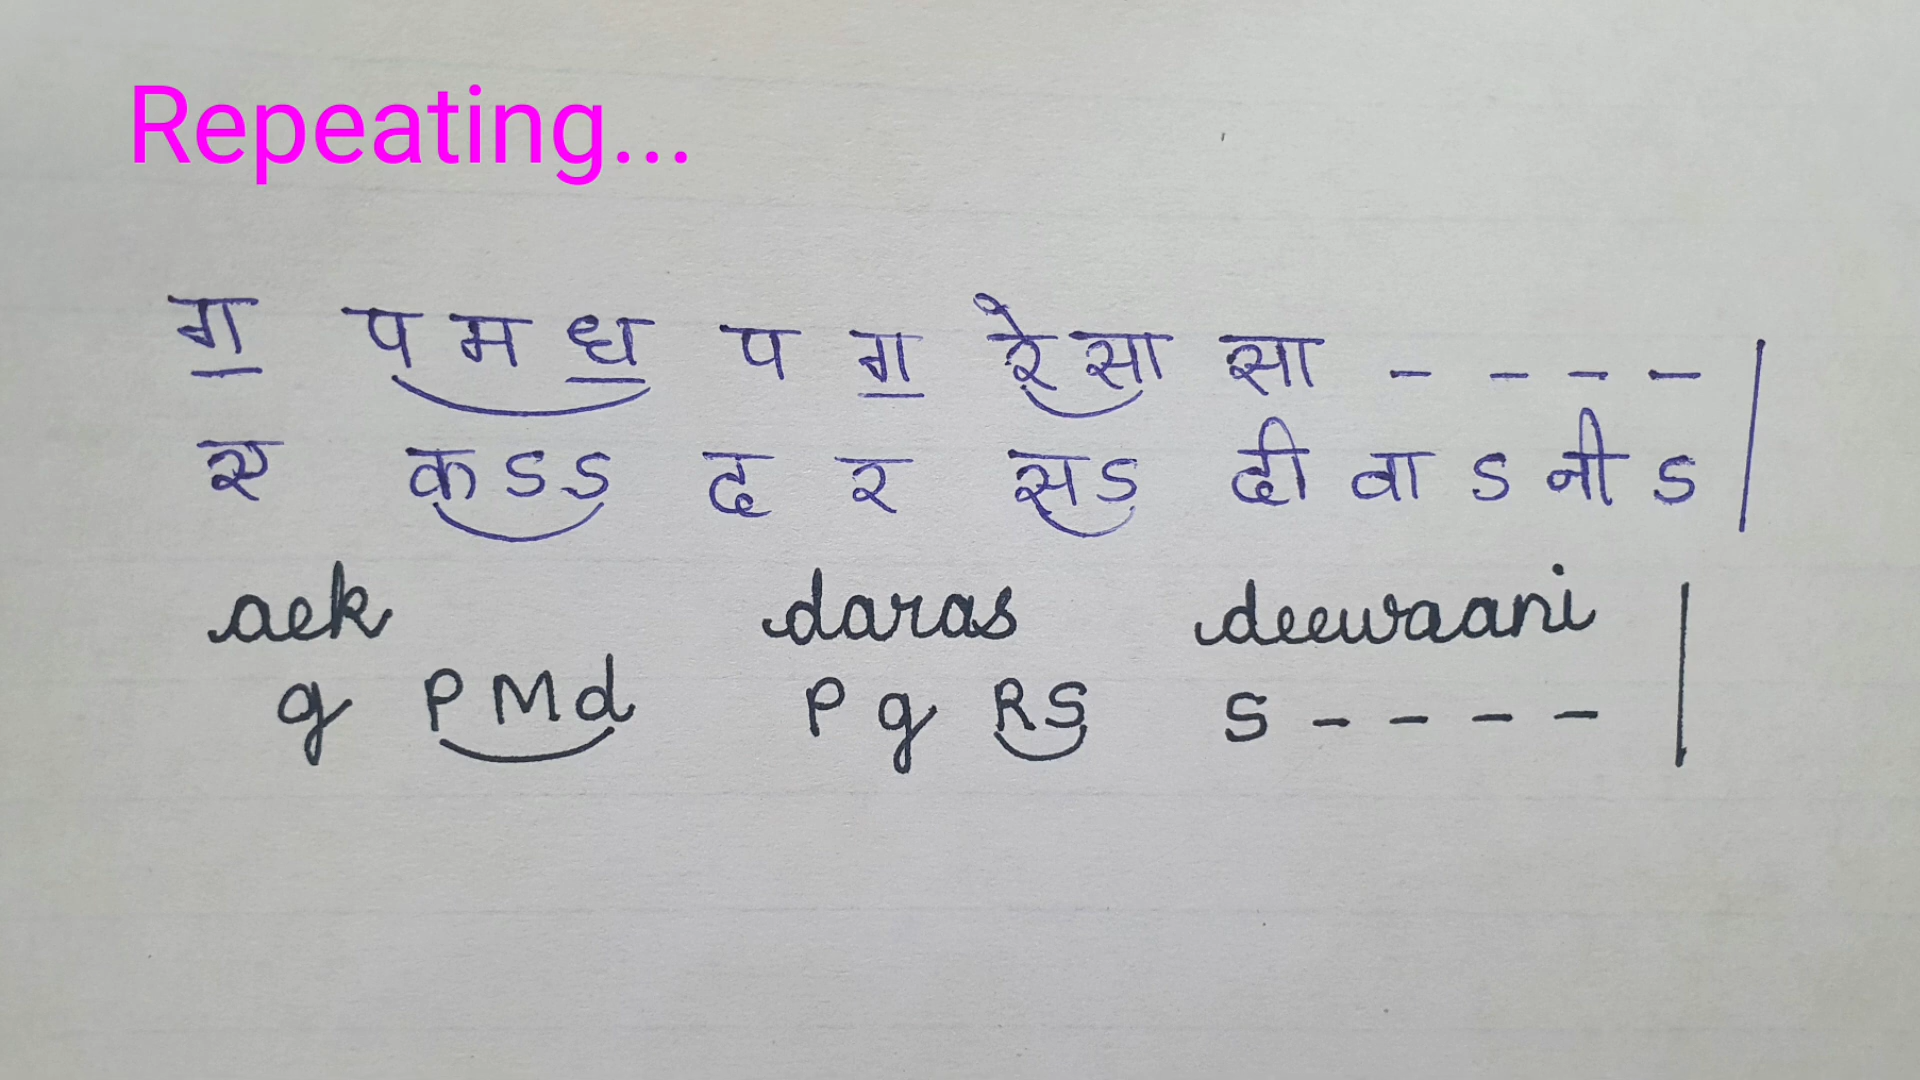 Repeating...
ग॒ प म ध॒ प ग॒ रे सा सा - - - -|
ए क ऽ ऽ द र स ऽ दी वा ऽ नी ऽ|
aek daras deewaani|
g P M d P g R S S - - - -|